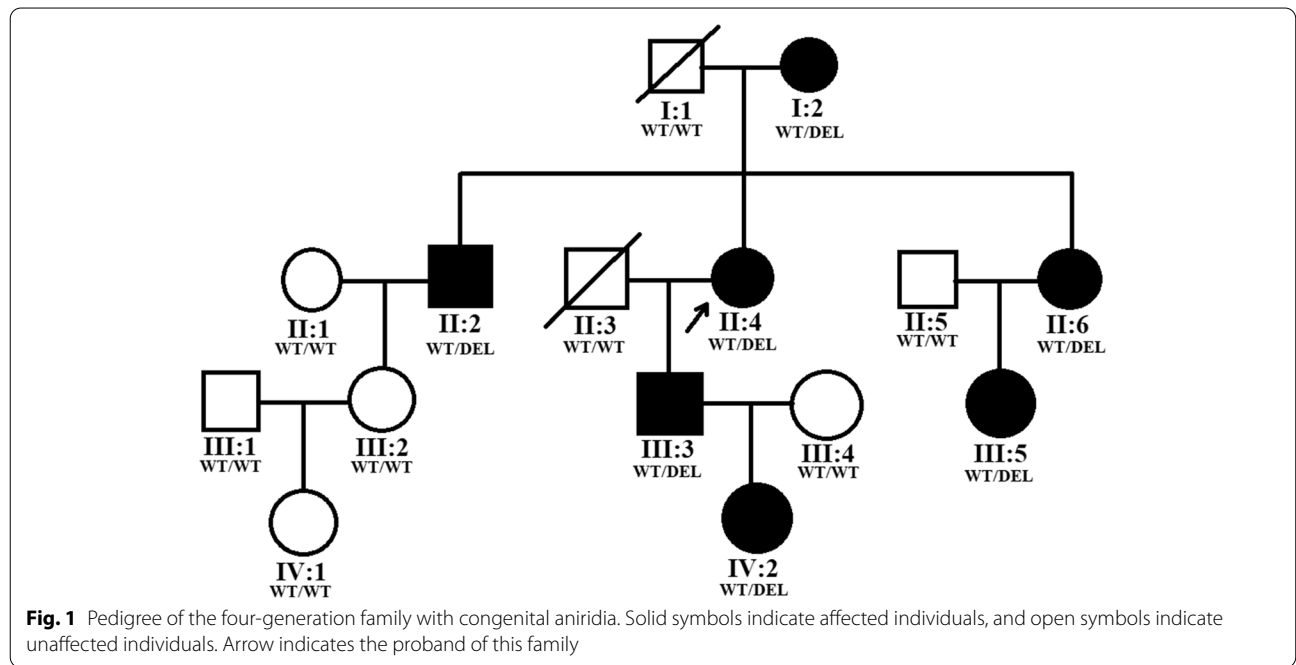 I:1 I:2
WT/WT WT/DEL
II:1 II:2 II:3 II:4 II:5 II:6
WT/WT WT/DEL WT/WT WT/DEL WT/WT WT/DEL
III:1 III:2 III:3 III:4 III:5
WT/WT WT/WT WT/DEL WT/WT WT/DEL
IV:1 IV:2
WT/WT WT/DEL
Fig. 1 Pedigree of the four-generation family with congenital aniridia. Solid symbols indicate affected individuals, and open symbols indicate
unaffected individuals. Arrow indicates the proband of this family